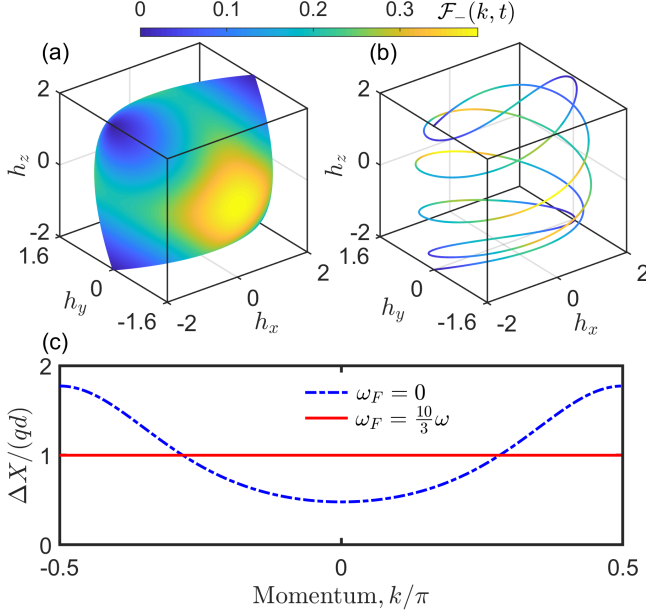 0 0.1 0.2 0.3 F₋(k, t)
(a) (b)
2 2
h_z 0 h_z 0
-2 -2
1.6 1.6
h_y 0 h_y 0
-1.6 -2 0 h_x 2 -1.6 -2 0 h_x 2
(c)
2
ΔX/(qd) 1
0
ω_F = 0
ω_F = 10/3 ω
-0.5 0 0.5
Momentum, k/π